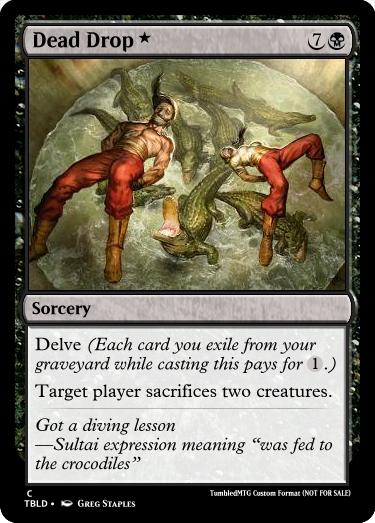 Dead Drop ★ 7
Sorcery
Delve (Each card you exile from your
graveyard while casting this pays for 1.)
Target player sacrifices two creatures.
Got a diving lesson
—Sultai expression meaning “was fed to
the crocodiles”
C
TBLD • Greg Staples
TumbledMTG Custom Format (NOT FOR SALE)